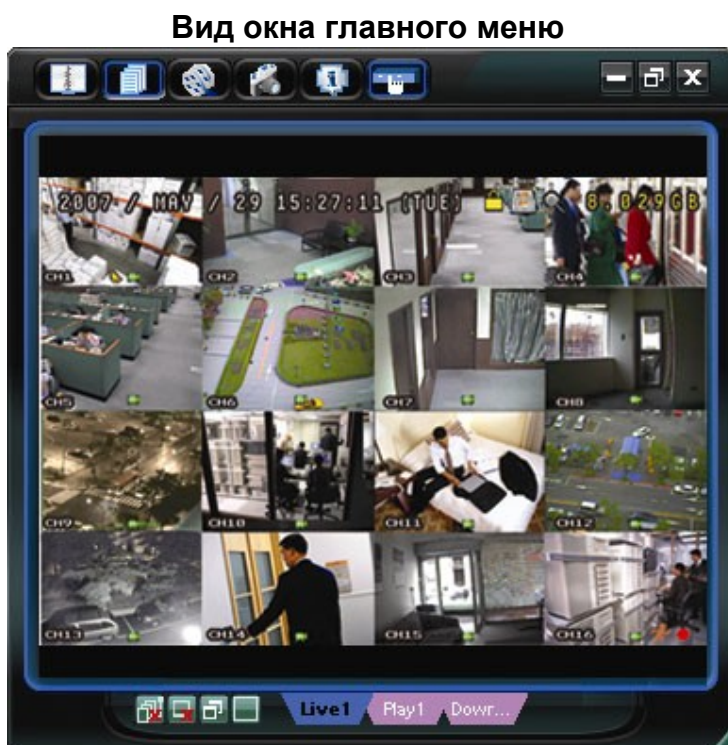 Вид окна главного меню
2007 / MAY / 29 15:27:11 (TUE) 8.029GB
CH1 CH2 CH3 CH4
CH5 CH6 CH7 CH8
CH9 CH10 CH11 CH12
CH13 CH14 CH15 CH16
Live1 Play1 Dowr...